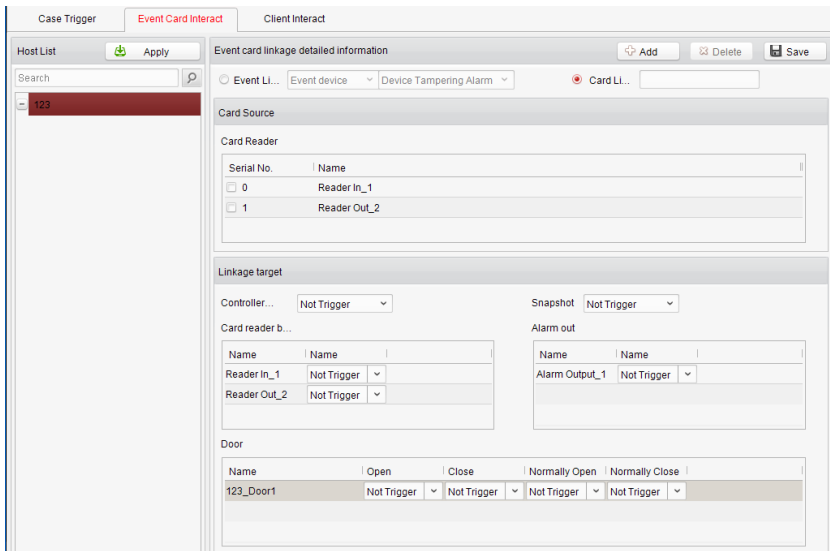 Case Trigger Event Card Interact Client Interact
Host List Apply Event card linkage detailed information Add Delete Save
Search Event Li... Event device Device Tampering Alarm Card Li...
123
Card Source
Card Reader
Serial No. Name
0 Reader In_1
1 Reader Out_2
Linkage target
Controller... Not Trigger Snapshot Not Trigger
Card reader b... Alarm out
Name Name Name Name
Reader In_1 Not Trigger Alarm Output_1 Not Trigger
Reader Out_2 Not Trigger
Door
Name Open Close Normally Open Normally Close
123_Door1 Not Trigger Not Trigger Not Trigger Not Trigger